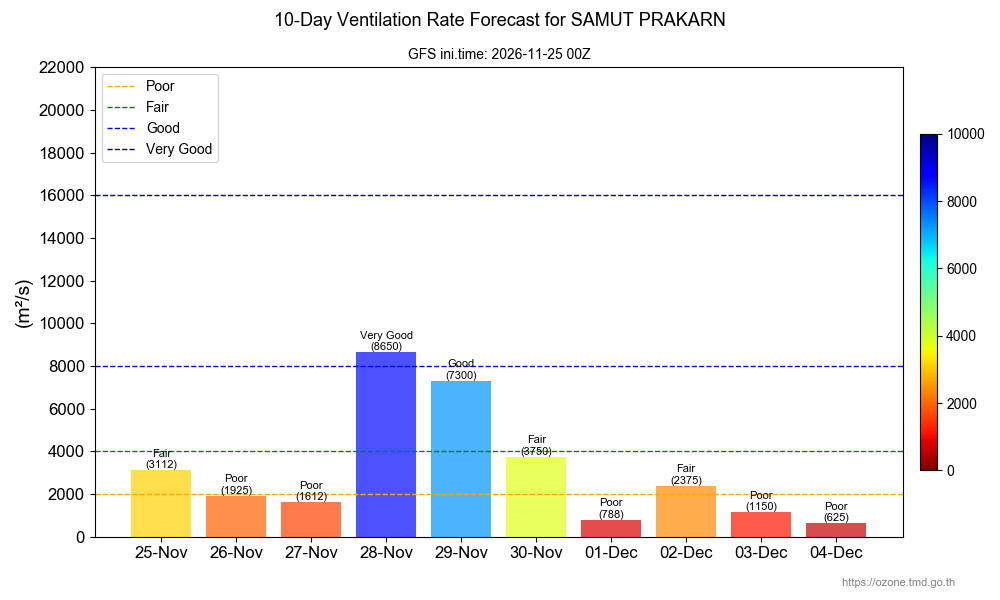 10-Day Ventilation Rate Forecast for SAMUT PRAKARN
GFS ini.time: 2026-11-25 00Z
Poor
Fair
Good
Very Good
(m²/s)
22000
20000
18000
16000
14000
12000
10000
8000
6000
4000
2000
0
Fair
(3112)
Poor
(1925)
Poor
(1612)
Very Good
(8650)
Good
(7300)
Fair
(3750)
Poor
(788)
Fair
(2375)
Poor
(1150)
Poor
(625)
25-Nov
26-Nov
27-Nov
28-Nov
29-Nov
30-Nov
01-Dec
02-Dec
03-Dec
04-Dec
10000
8000
6000
4000
2000
0
https://ozone.tmd.go.th